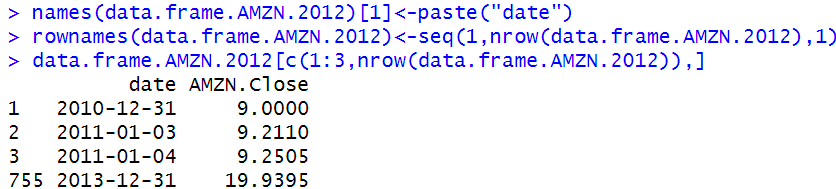 > names(data.frame.AMZN.2012)[1]<-paste("date")
> rownames(data.frame.AMZN.2012)<-seq(1,nrow(data.frame.AMZN.2012),1)
> data.frame.AMZN.2012[c(1:3,nrow(data.frame.AMZN.2012)),]
          date AMZN.Close
1   2010-12-31     9.0000
2   2011-01-03     9.2110
3   2011-01-04     9.2505
755 2013-12-31    19.9395